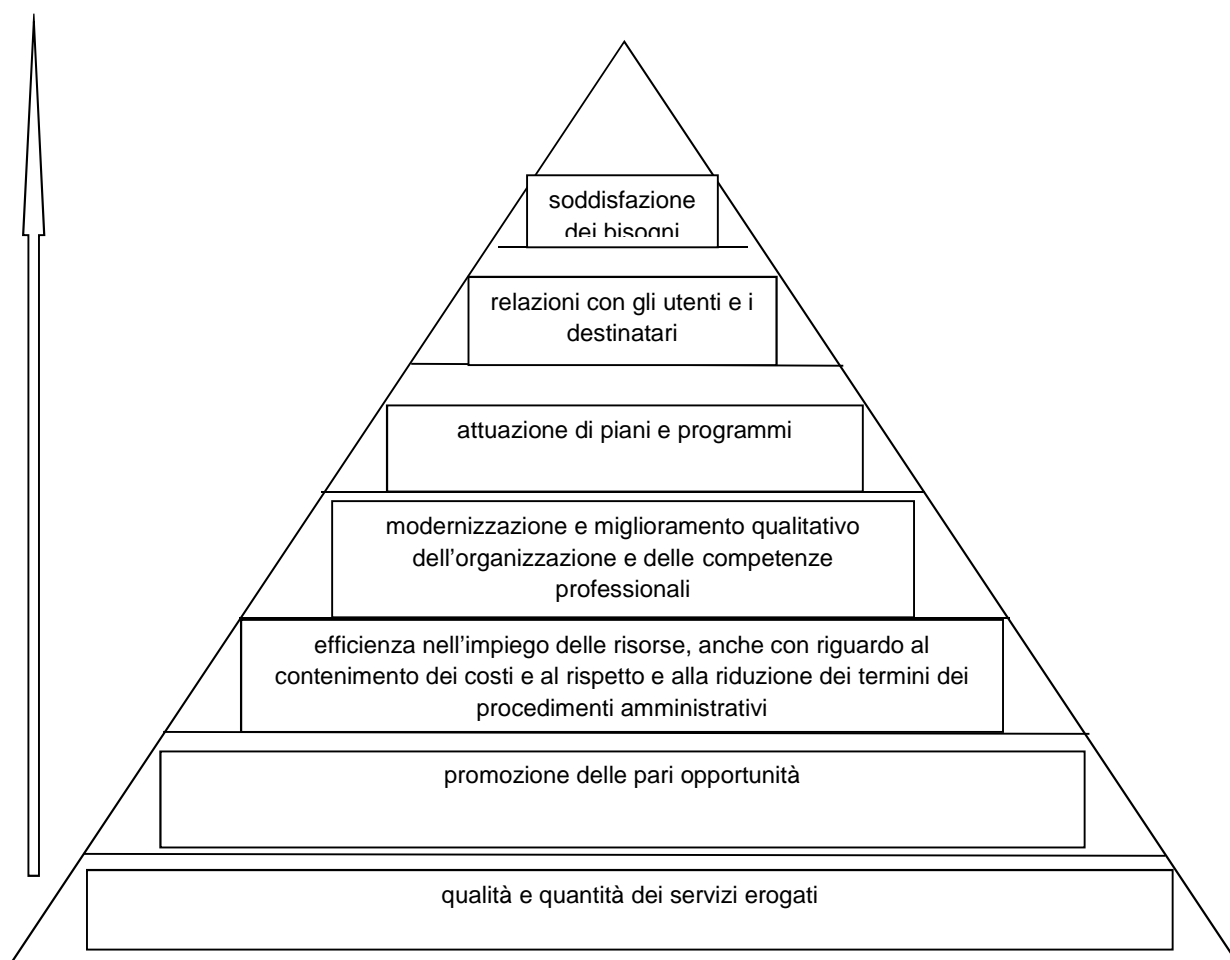 soddisfazione
dei bisogni
relazioni con gli utenti e i
destinatari
attuazione di piani e programmi
modernizzazione e miglioramento qualitativo
dell’organizzazione e delle competenze
professionali
efficienza nell’impiego delle risorse, anche con riguardo al
contenimento dei costi e al rispetto e alla riduzione dei termini dei
procedimenti amministrativi
promozione delle pari opportunità
qualità e quantità dei servizi erogati